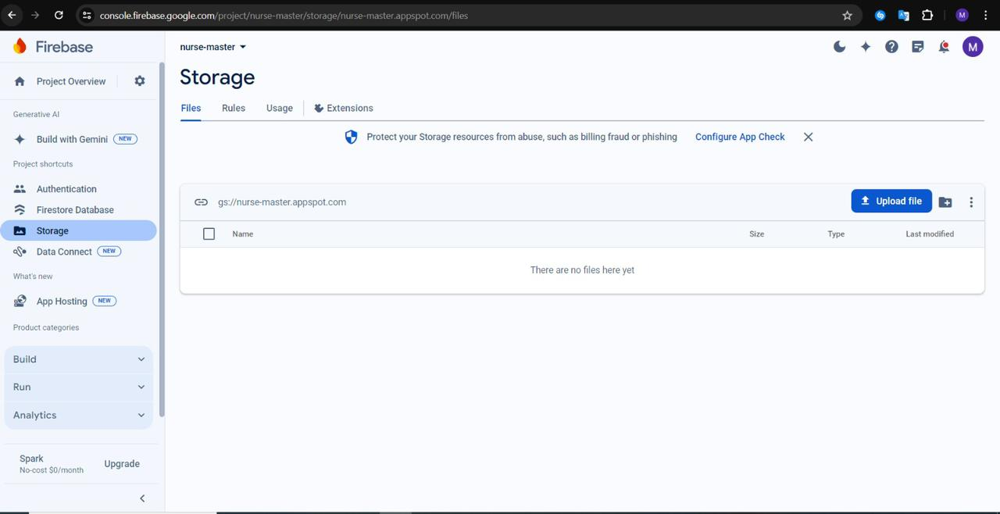 console.firebase.google.com/project/nurse-master/storage/nurse-master.appspot.com/files
M
Firebase
nurse-master
M
Project Overview
Storage
Files Rules Usage Extensions
Generative AI
Build with Gemini NEW
Protect your Storage resources from abuse, such as billing fraud or phishing Configure App Check
Project shortcuts
Authentication
Firestore Database
Storage
Data Connect NEW
What's new
App Hosting NEW
Product categories
Build
Run
Analytics
Spark
No-cost $0/month
Upgrade
gs://nurse-master.appspot.com
Upload file
Name Size Type Last modified
There are no files here yet